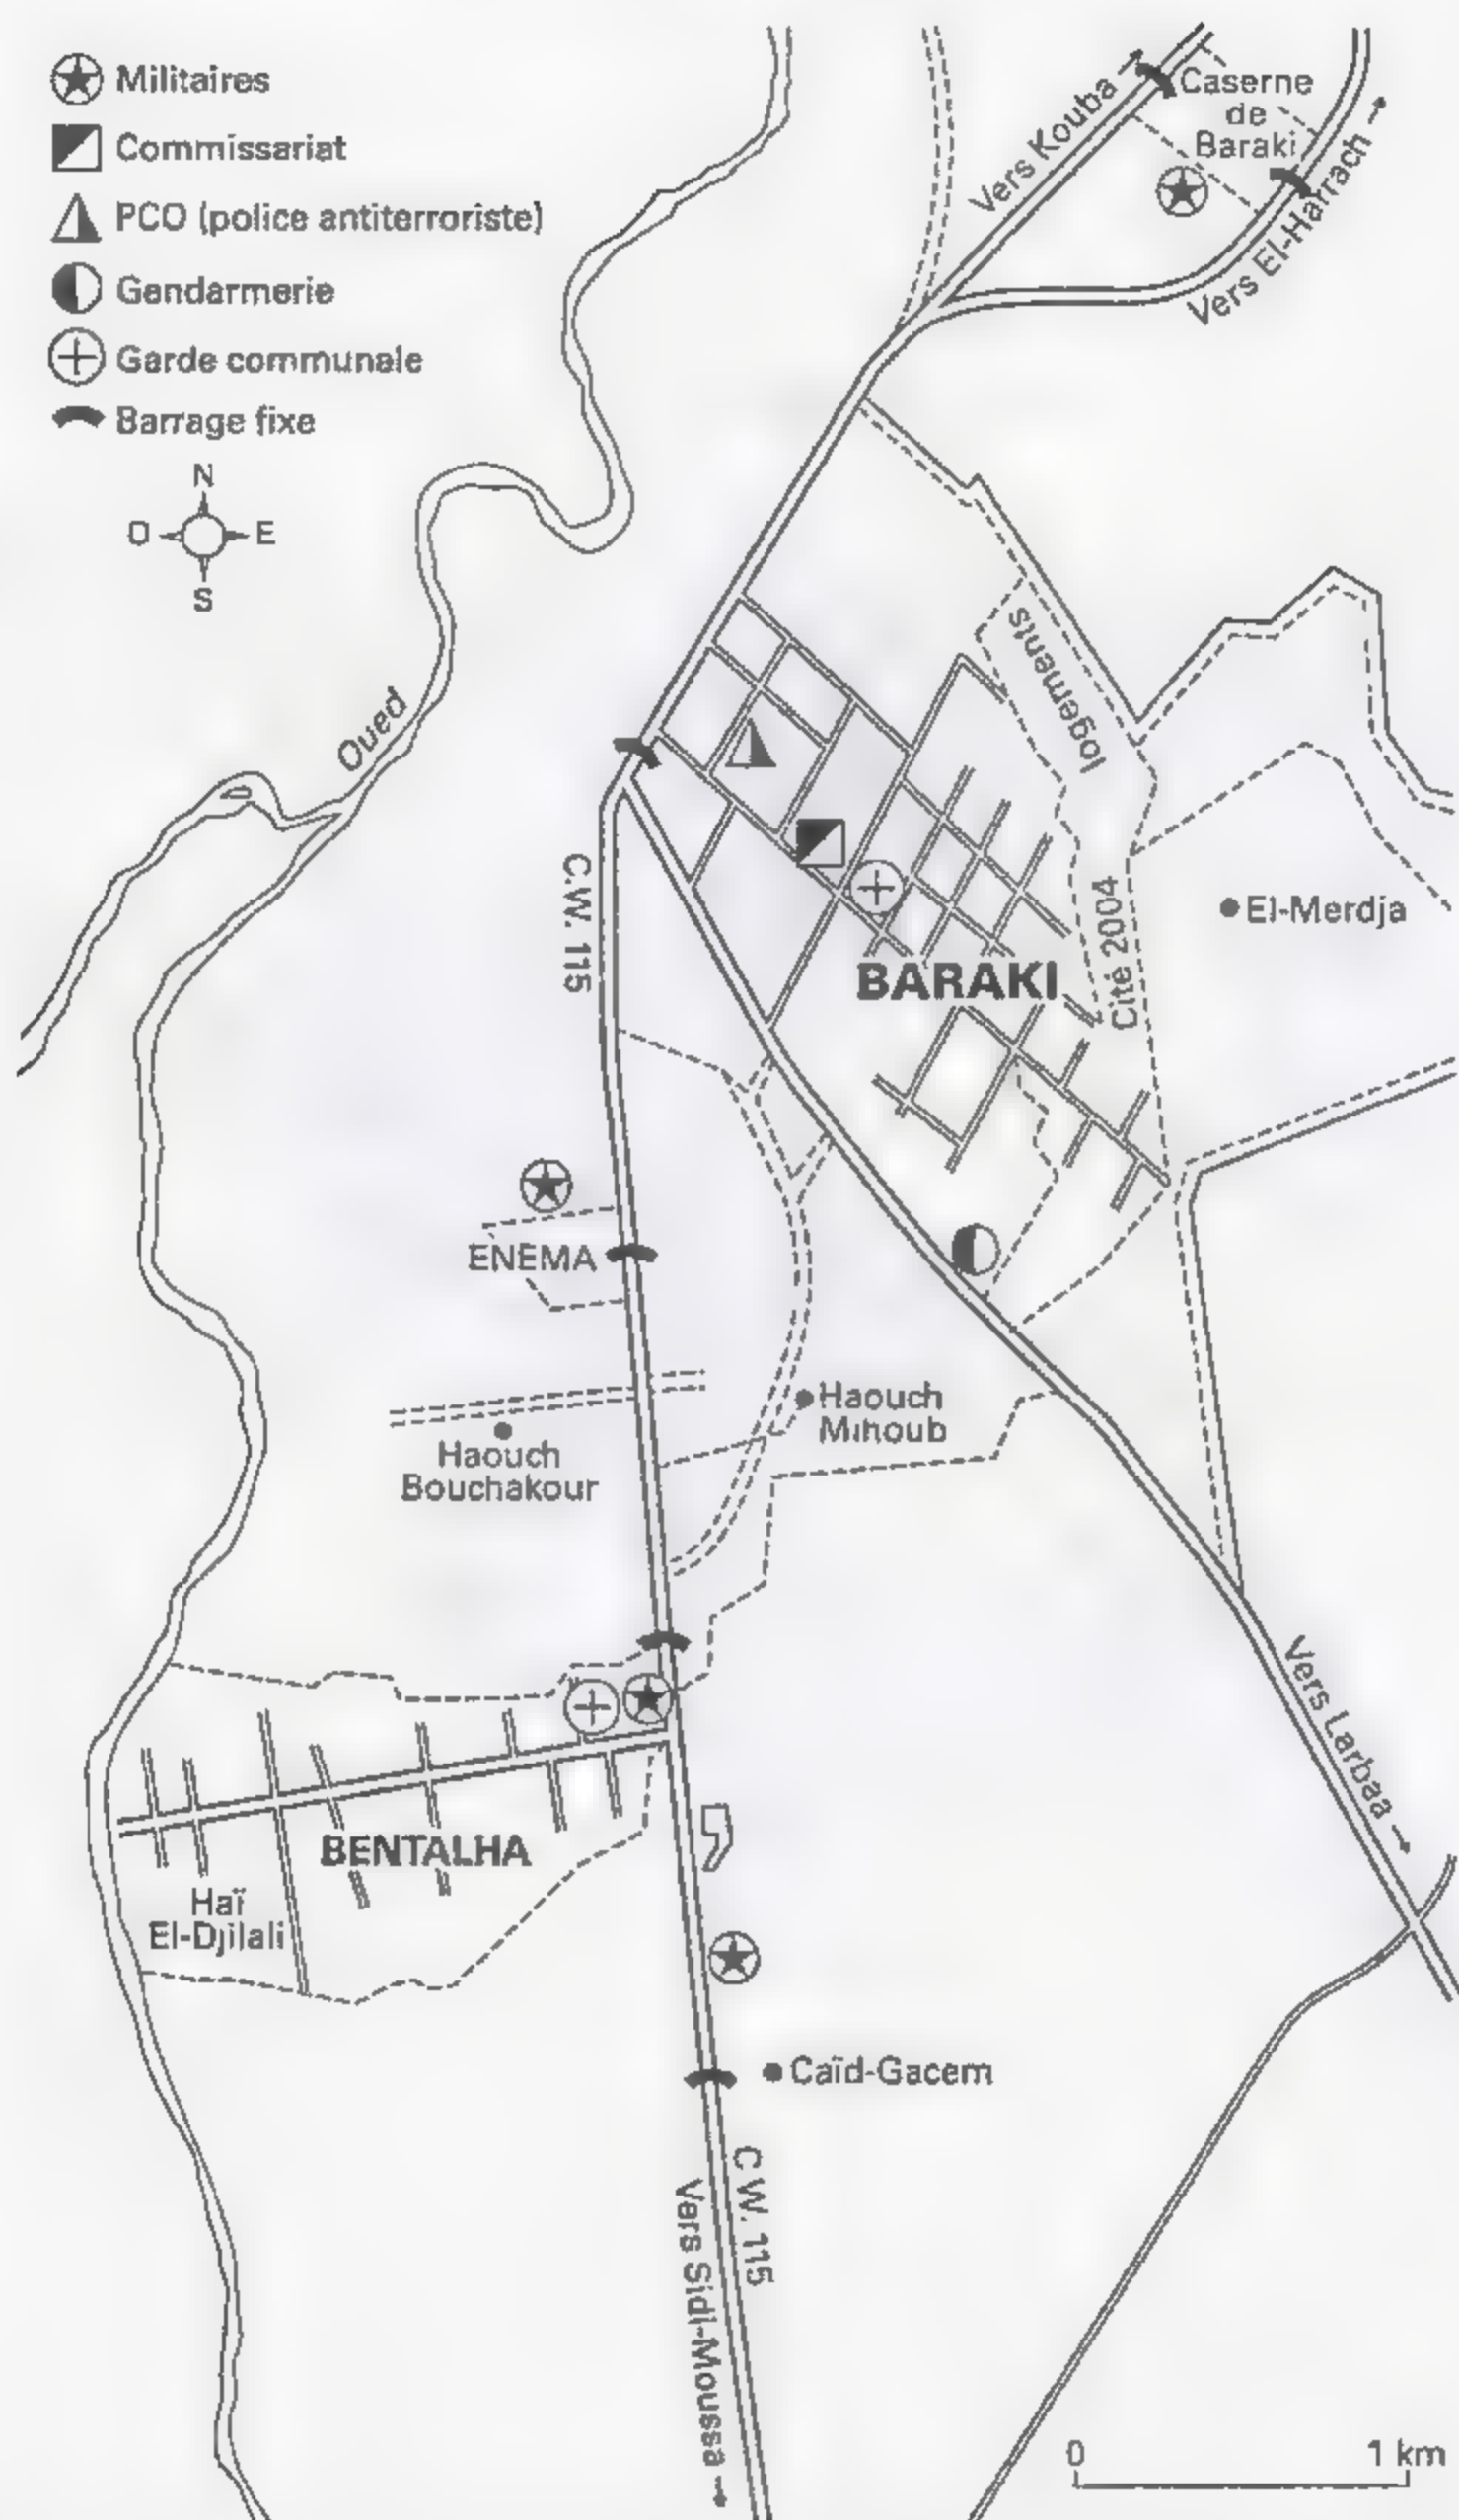 Militaires
Commissariat
PCO (police antiterroriste)
Gendarmerie
Garde communale
Barrage fixe
N
O
E
S
Vers Kouba
Caserne
de
Baraki
Vers El-Harrach
logements
Oued
C.W. 115
El-Merdja
Cité 2004
BARAKI
ENEMA
Haouch
Mihoub
Haouch
Bouchakour
Vers Larbaa
BENTALHA
Haï
El-Djilali
Caïd-Gacem
C.W. 115
Vers Sidi-Moussa
0
1 km